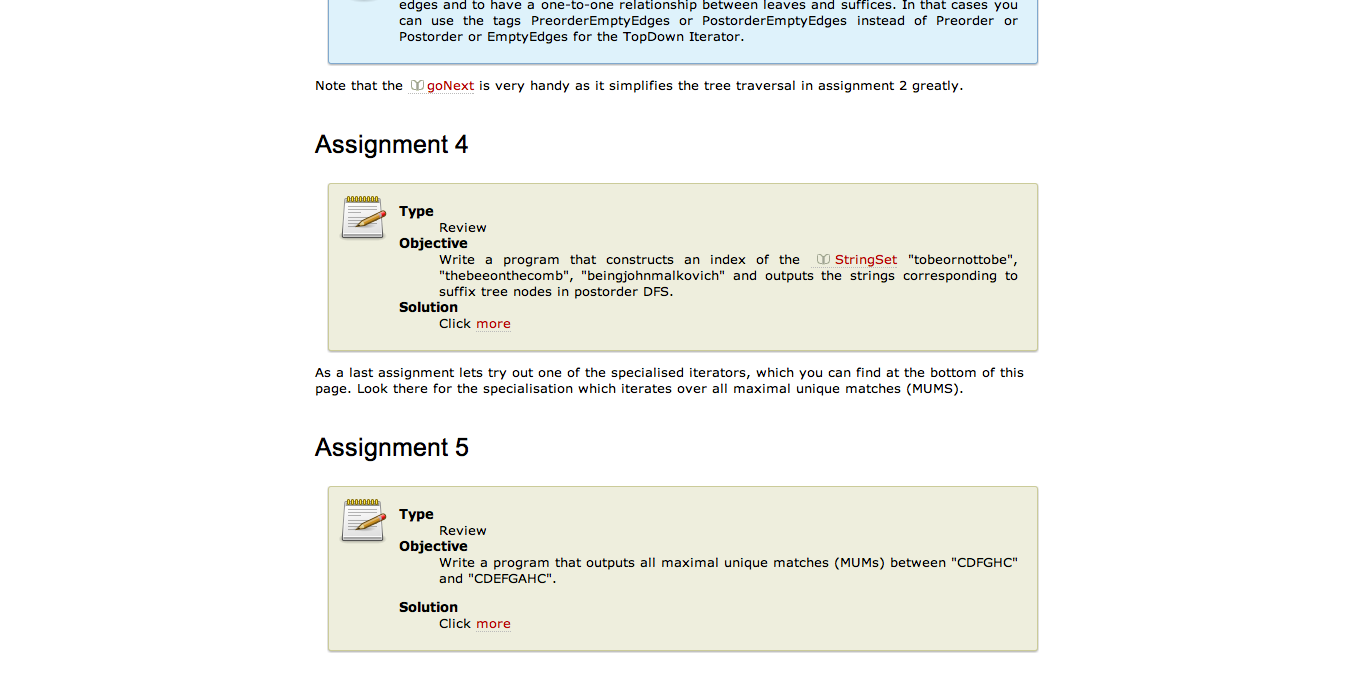 edges and to have a one-to-one relationship between leaves and suffices. In that cases you
can use the tags PreorderEmptyEdges or PostorderEmptyEdges instead of Preorder or
Postorder or EmptyEdges for the TopDown Iterator.
Note that the goNext is very handy as it simplifies the tree traversal in assignment 2 greatly.
Assignment 4
Type
Review
Objective
Write a program that constructs an index of the StringSet "tobeornottobe",
"thebeeonthecomb", "beingjohnmalkovich" and outputs the strings corresponding to
suffix tree nodes in postorder DFS.
Solution
Click more
As a last assignment lets try out one of the specialised iterators, which you can find at the bottom of this
page. Look there for the specialisation which iterates over all maximal unique matches (MUMS).
Assignment 5
Type
Review
Objective
Write a program that outputs all maximal unique matches (MUMs) between "CDFGHC"
and "CDEFGAHC".
Solution
Click more